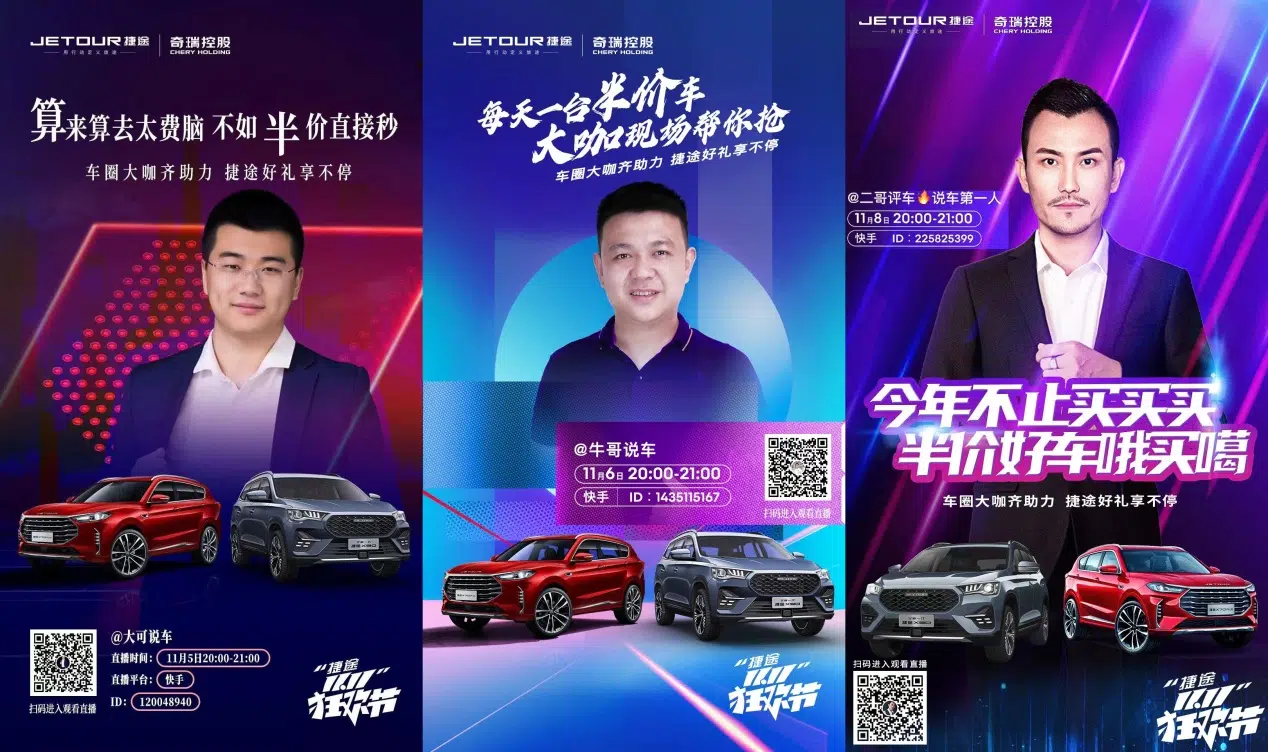 JETOUR捷途 奇瑞控股
CHERY HOLDING
算来算去太费脑 不如半价直接秒
车圈大咖齐助力 捷途好礼享不停
@大可说车
直播时间： 11月5日20:00-21:00
直播平台： 快手
ID： 120048940
扫码进入观看直播
“捷途”
11.11
狂欢节
JETOUR捷途 奇瑞控股
CHERY HOLDING
每天一台半价车
大咖现场帮你抢
车圈大咖齐助力 捷途好礼享不停
@牛哥说车
11月6日 20:00-21:00
快手 ID：1435115167
扫码进入观看直播
“捷途”
11.11
狂欢节
JETOUR捷途 奇瑞控股
CHERY HOLDING
@二哥评车🔥说车第一人
11月8日 20:00-21:00
快手 ID：225825399
今年不止买买买
半价好车哦买噶
车圈大咖齐助力 捷途好礼享不停
JETOUR
扫码进入观看直播
“捷途”
11.11
狂欢节